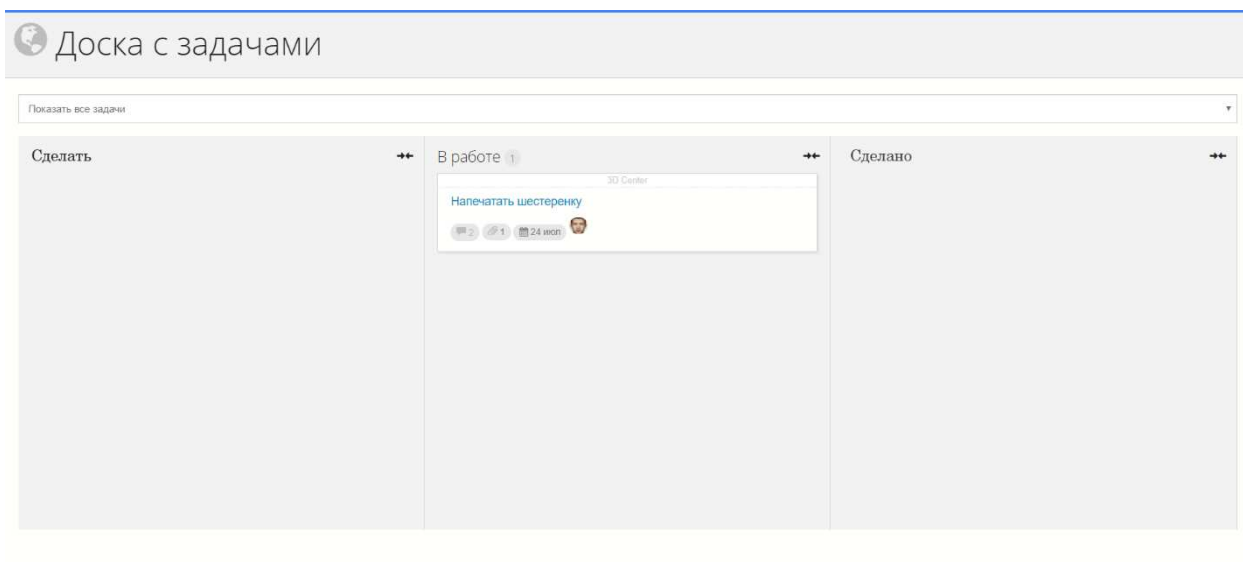 Доска с задачами
Показать все задачи
Сделать
В работе 1
3D Center
Напечатать шестеренку
2 1 24 июл
Сделано